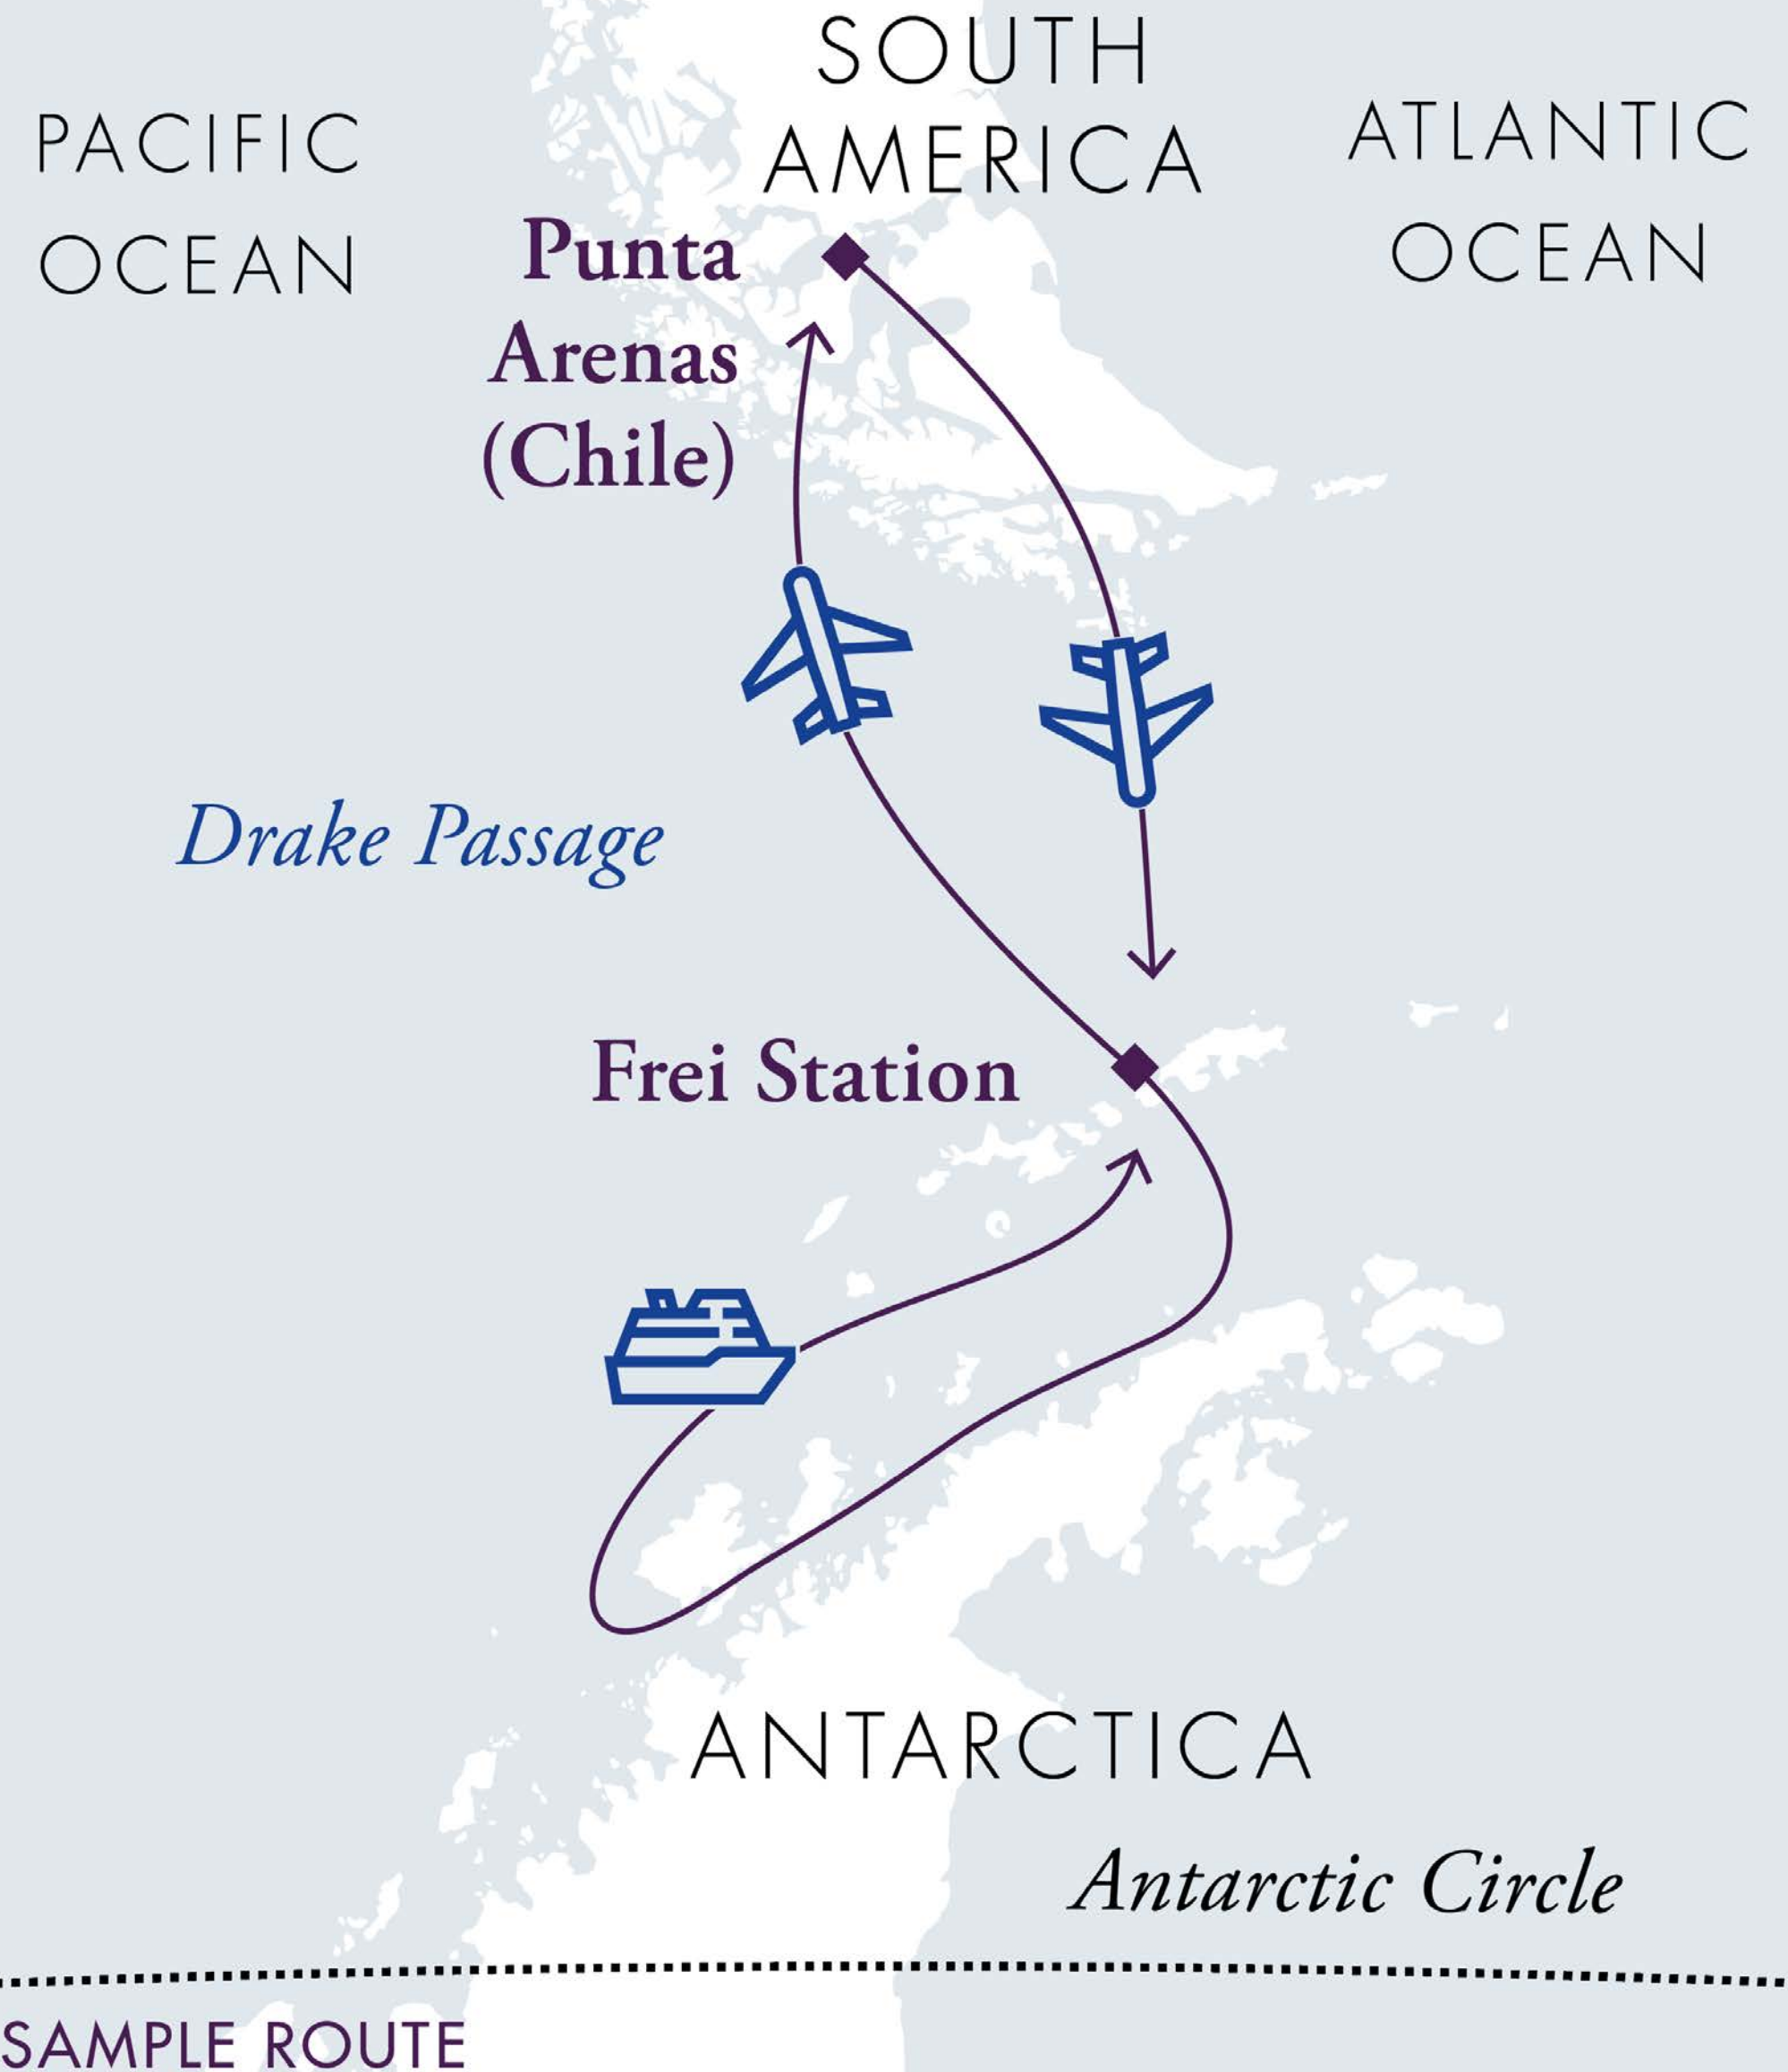 SOUTH
AMERICA
PACIFIC
OCEAN
ATLANTIC
OCEAN
Punta
Arenas
(Chile)
Drake Passage
Frei Station
ANTARCTICA
Antarctic Circle
SAMPLE ROUTE